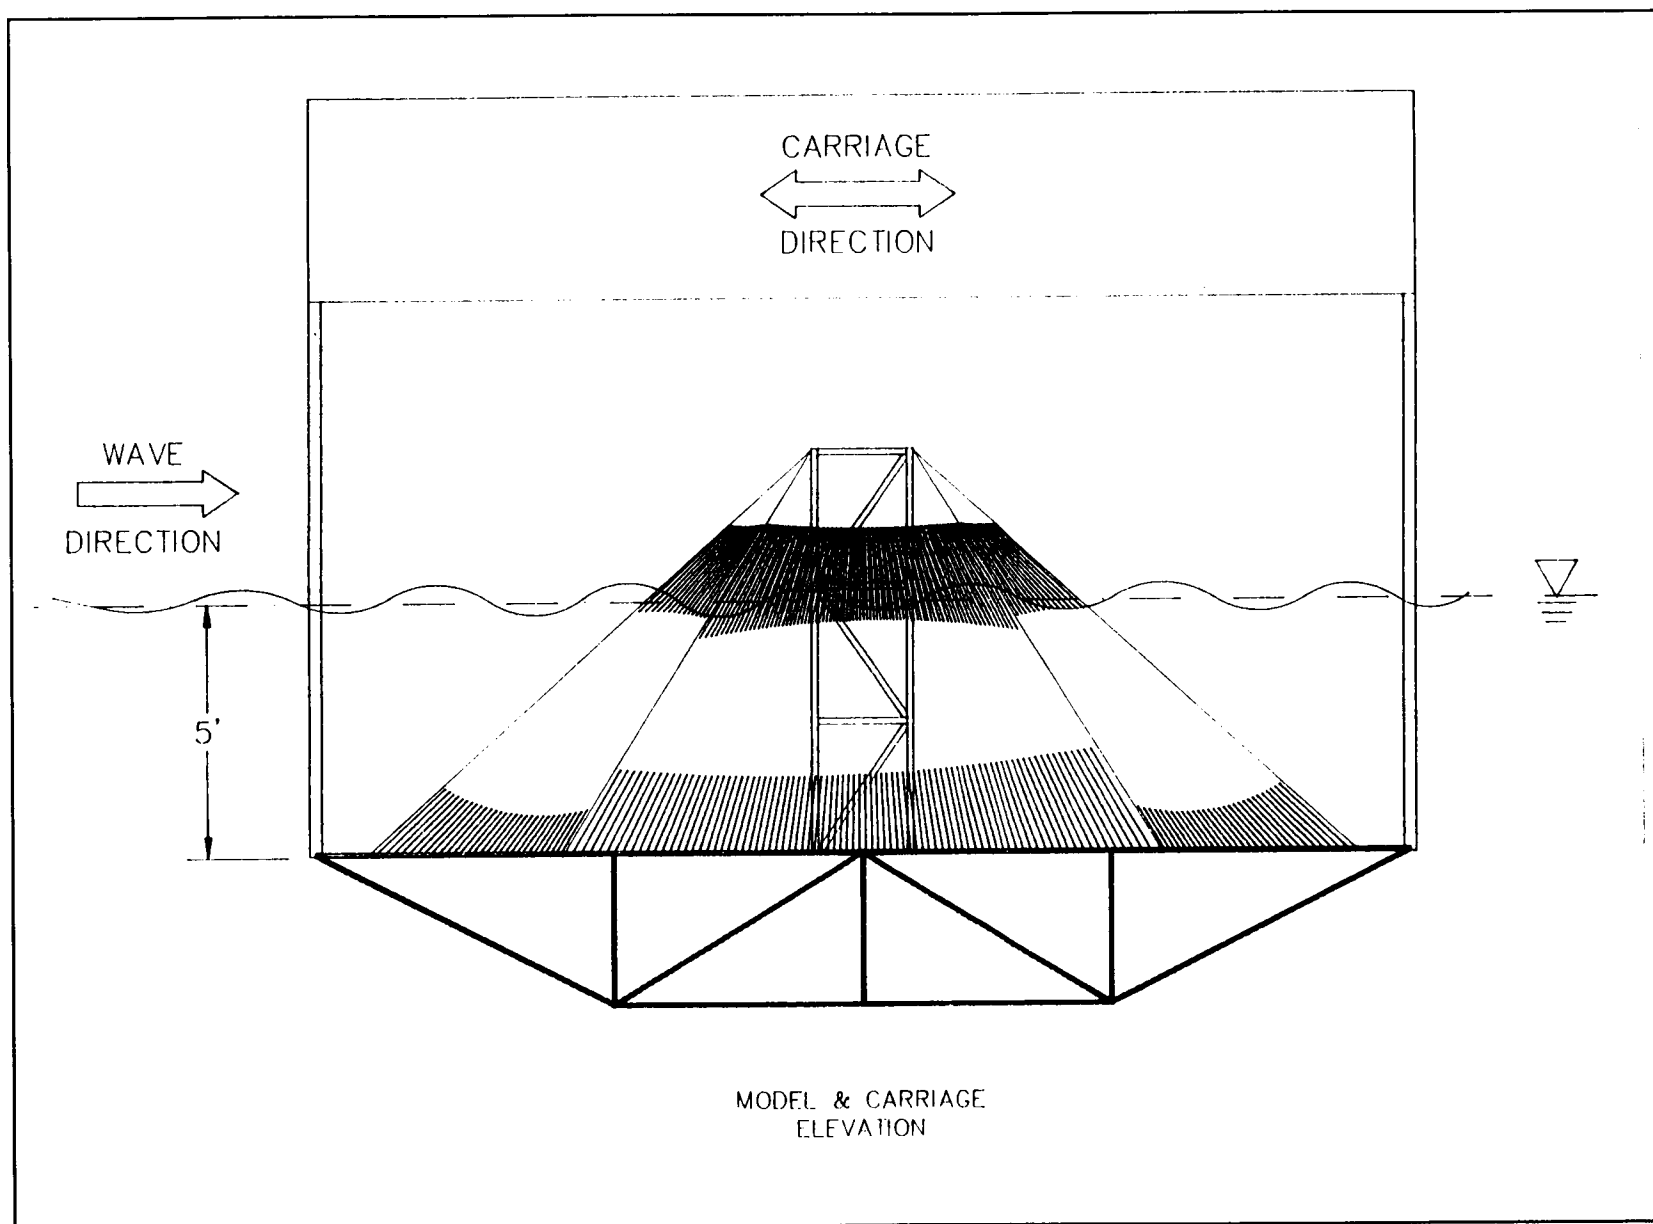 CARRIAGE
DIRECTION
WAVE
DIRECTION
5'
MODEL & CARRIAGE
ELEVATION